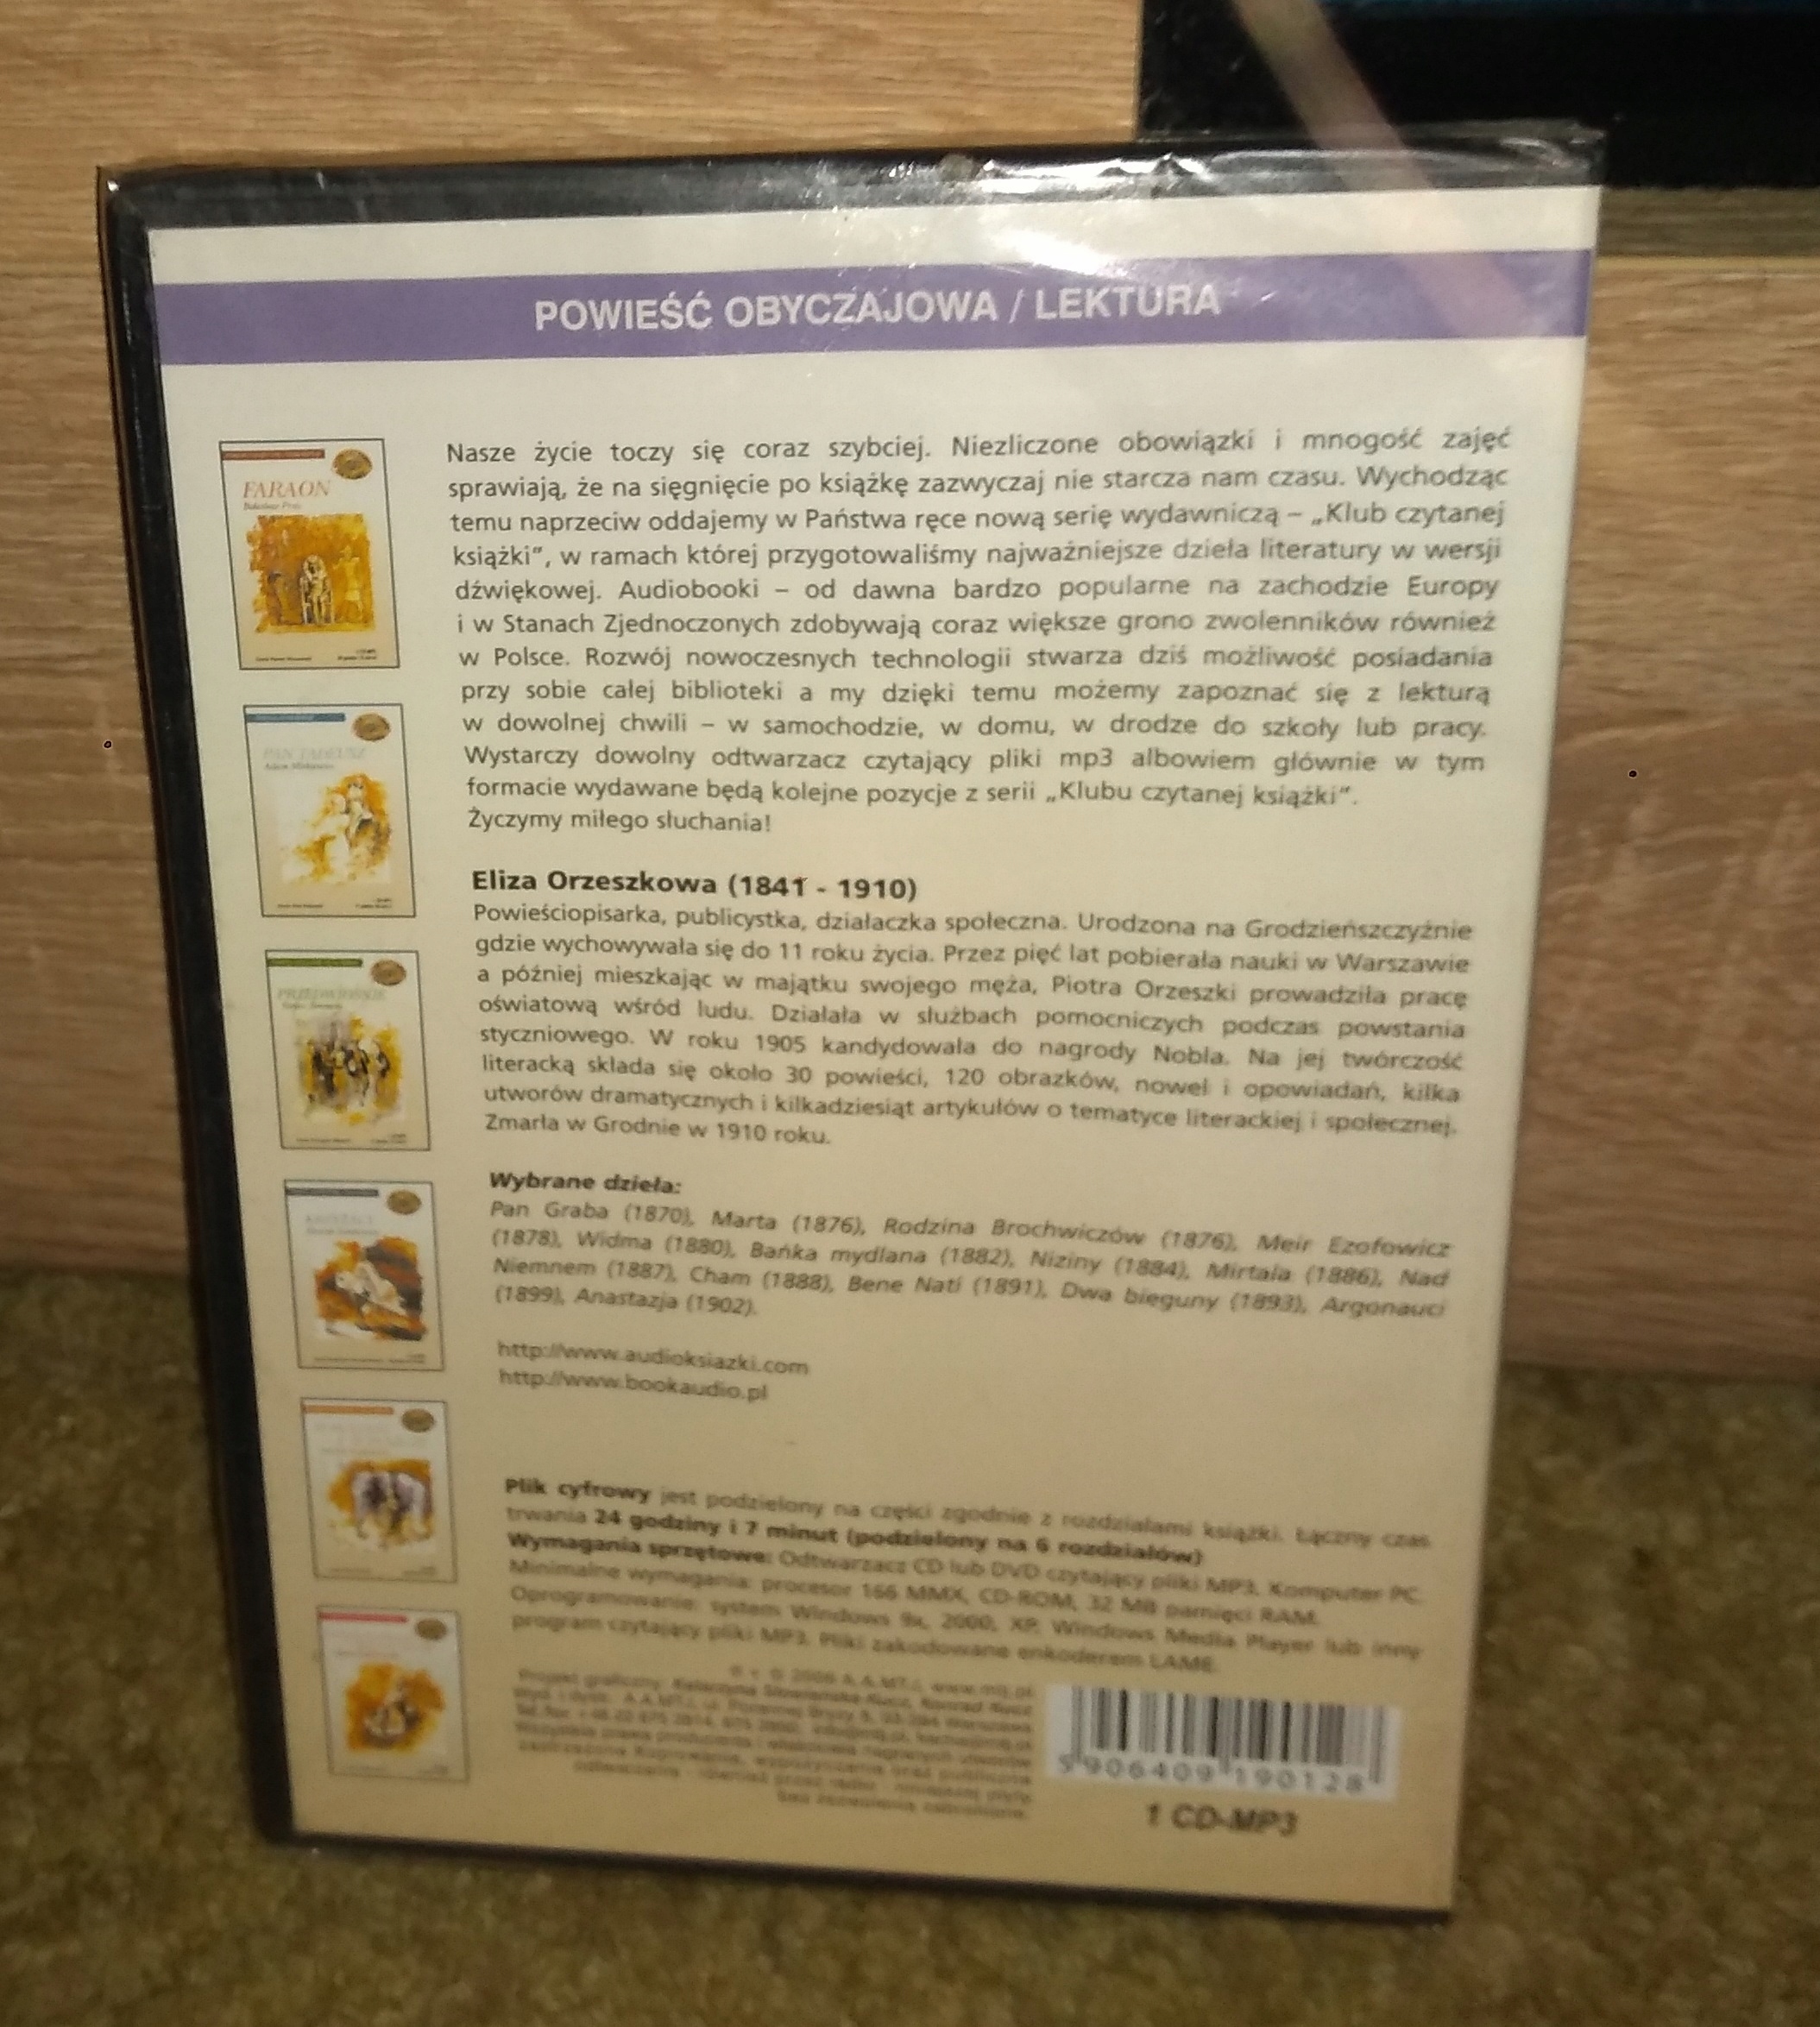 POWIEŚĆ OBYCZAJOWA / LEKTURA
FARAON
Bolesław Prus
PAN TADEUSZ
Adam Mickiewicz
PRZEDWIOŚNIE
Nasze życie toczy się coraz szybciej. Niezliczone obowiązki i mnogość zajęć
sprawiają, że na sięgnięcie po książkę zazwyczaj nie starcza nam czasu. Wychodząc
temu naprzeciw oddajemy w Państwa ręce nową serię wydawniczą – „Klub czytanej
książki”, w ramach której przygotowaliśmy najważniejsze dzieła literatury w wersji
dźwiękowej. Audiobooki – od dawna bardzo popularne na zachodzie Europy
i w Stanach Zjednoczonych zdobywają coraz większe grono zwolenników również
w Polsce. Rozwój nowoczesnych technologii stwarza dziś możliwość posiadania
przy sobie całej biblioteki a my dzięki temu możemy zapoznać się z lekturą
w dowolnej chwili – w samochodzie, w domu, w drodze do szkoły lub pracy.
Wystarczy dowolny odtwarzacz czytający pliki mp3 albowiem głównie w tym
formacie wydawane będą kolejne pozycje z serii „Klubu czytanej książki”.
Życzymy miłego słuchania!
Eliza Orzeszkowa (1841 - 1910)
Powieściopisarka, publicystka, działaczka społeczna. Urodzona na Grodzieńszczyźnie
gdzie wychowywała się do 11 roku życia. Przez pięć lat pobierała nauki w Warszawie
a później mieszkając w majątku swojego męża, Piotra Orzeszki prowadziła pracę
oświatową wśród ludu. Działała w służbach pomocniczych podczas powstania
styczniowego. W roku 1905 kandydowała do nagrody Nobla. Na jej twórczość
literacką składa się około 30 powieści, 120 obrazków, nowel i opowiadań, kilka
utworów dramatycznych i kilkadziesiąt artykułów o tematyce literackiej i społecznej.
Zmarła w Grodnie w 1910 roku.
Wybrane dzieła:
Pan Graba (1870), Marta (1876), Rodzina Brochwiczów (1876), Meir Ezofowicz
(1878), Widma (1880), Bańka mydlana (1882), Niziny (1884), Mirtala (1886), Nad
Niemnem (1887), Cham (1888), Bene Nati (1891), Dwa bieguny (1893), Argonauci
(1899), Anastazja (1902).
http://www.audioksiazki.com
http://www.bookaudio.pl
Plik cyfrowy jest podzielony na części zgodnie z rozdziałami książki. Łączny czas
trwania 24 godziny i 7 minut (podzielony na 6 rozdziałów)
Wymagania sprzętowe: Odtwarzacz CD lub DVD czytający pliki MP3. Komputer PC.
Minimalne wymagania: procesor 166 MMX, CD-ROM, 32 MB pamięci RAM.
Oprogramowanie: system Windows 9x, 2000, XP, Windows Media Player lub inny
program czytający pliki MP3. Pliki zakodowane enkoderem LAME.
5 906409 190128
1 CD-MP3